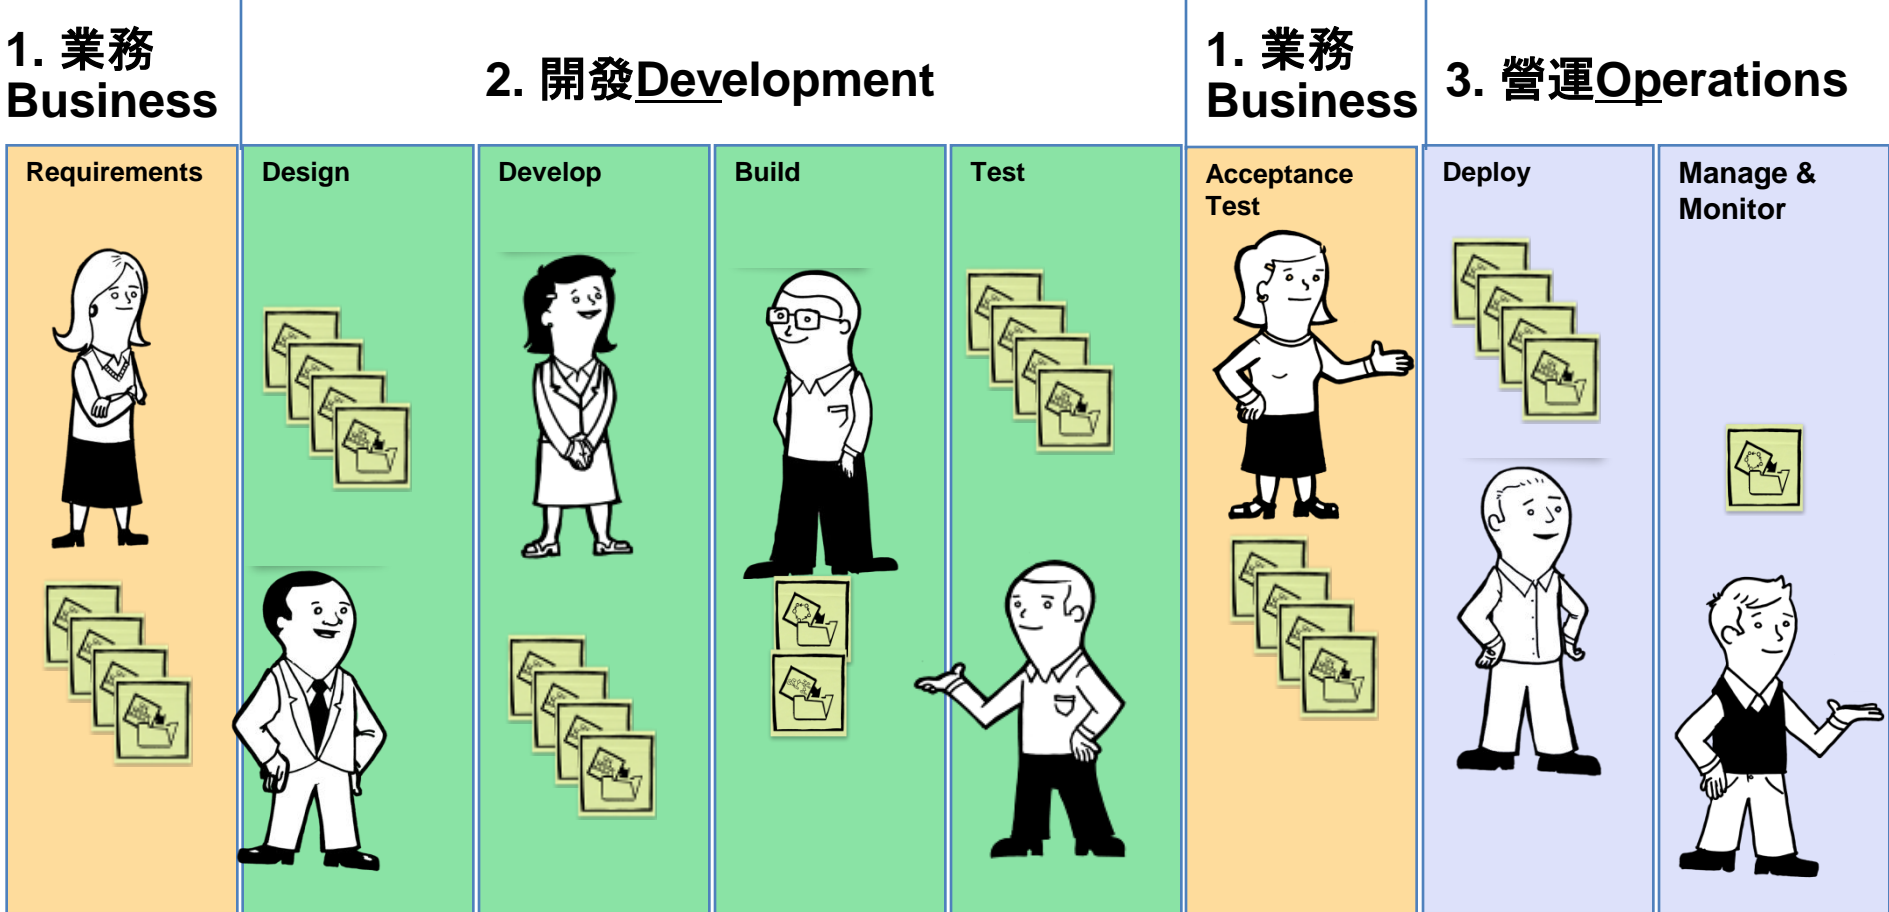 1. 業務
Business
2. 開發Development
1. 業務
Business
3. 營運Operations
Requirements
Design
Develop
Build
Test
Acceptance
Test
Deploy
Manage &
Monitor